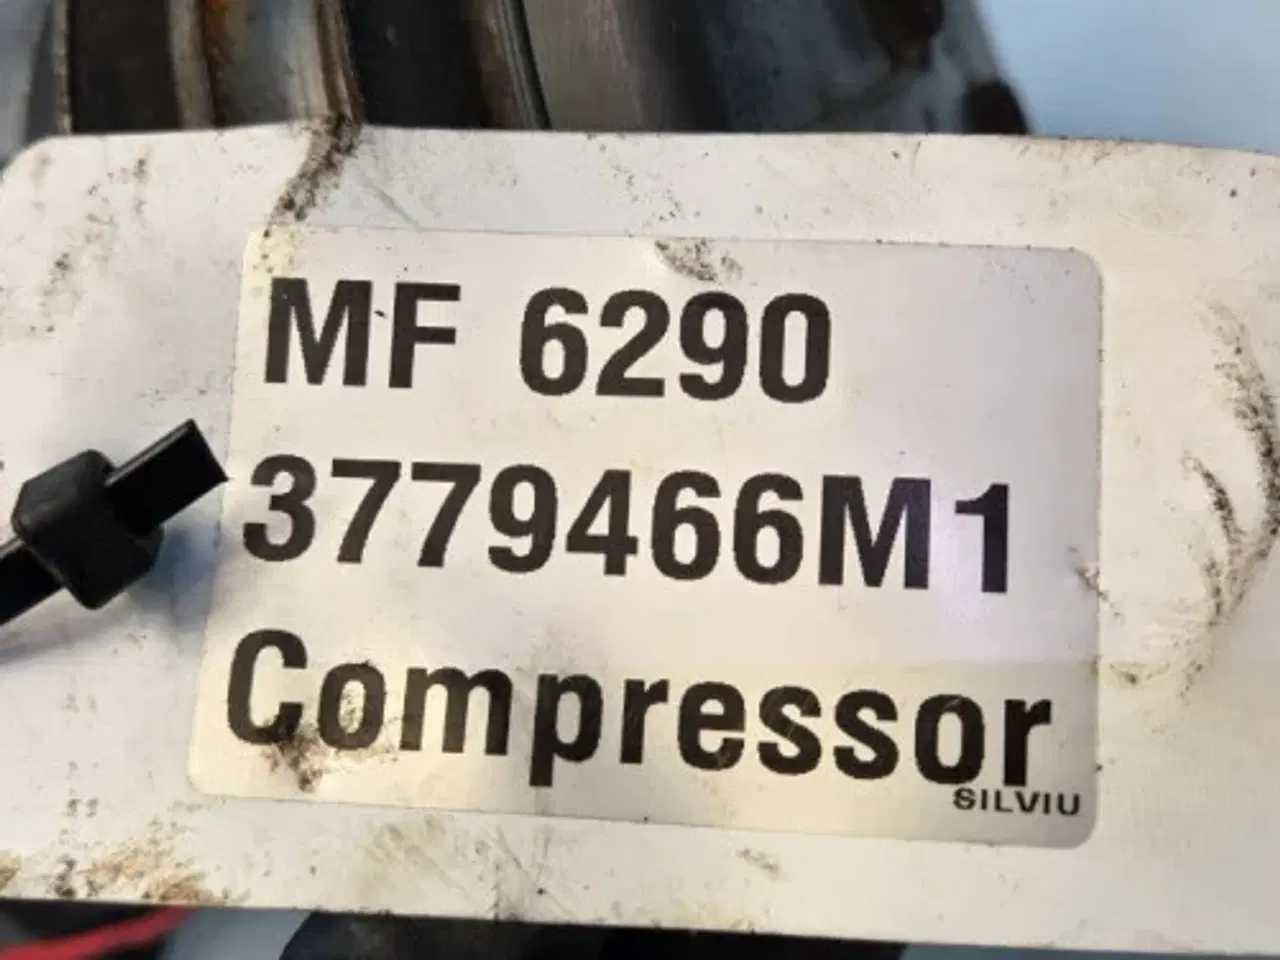 MF 6290
3779466M1
Compressor
SILVIU